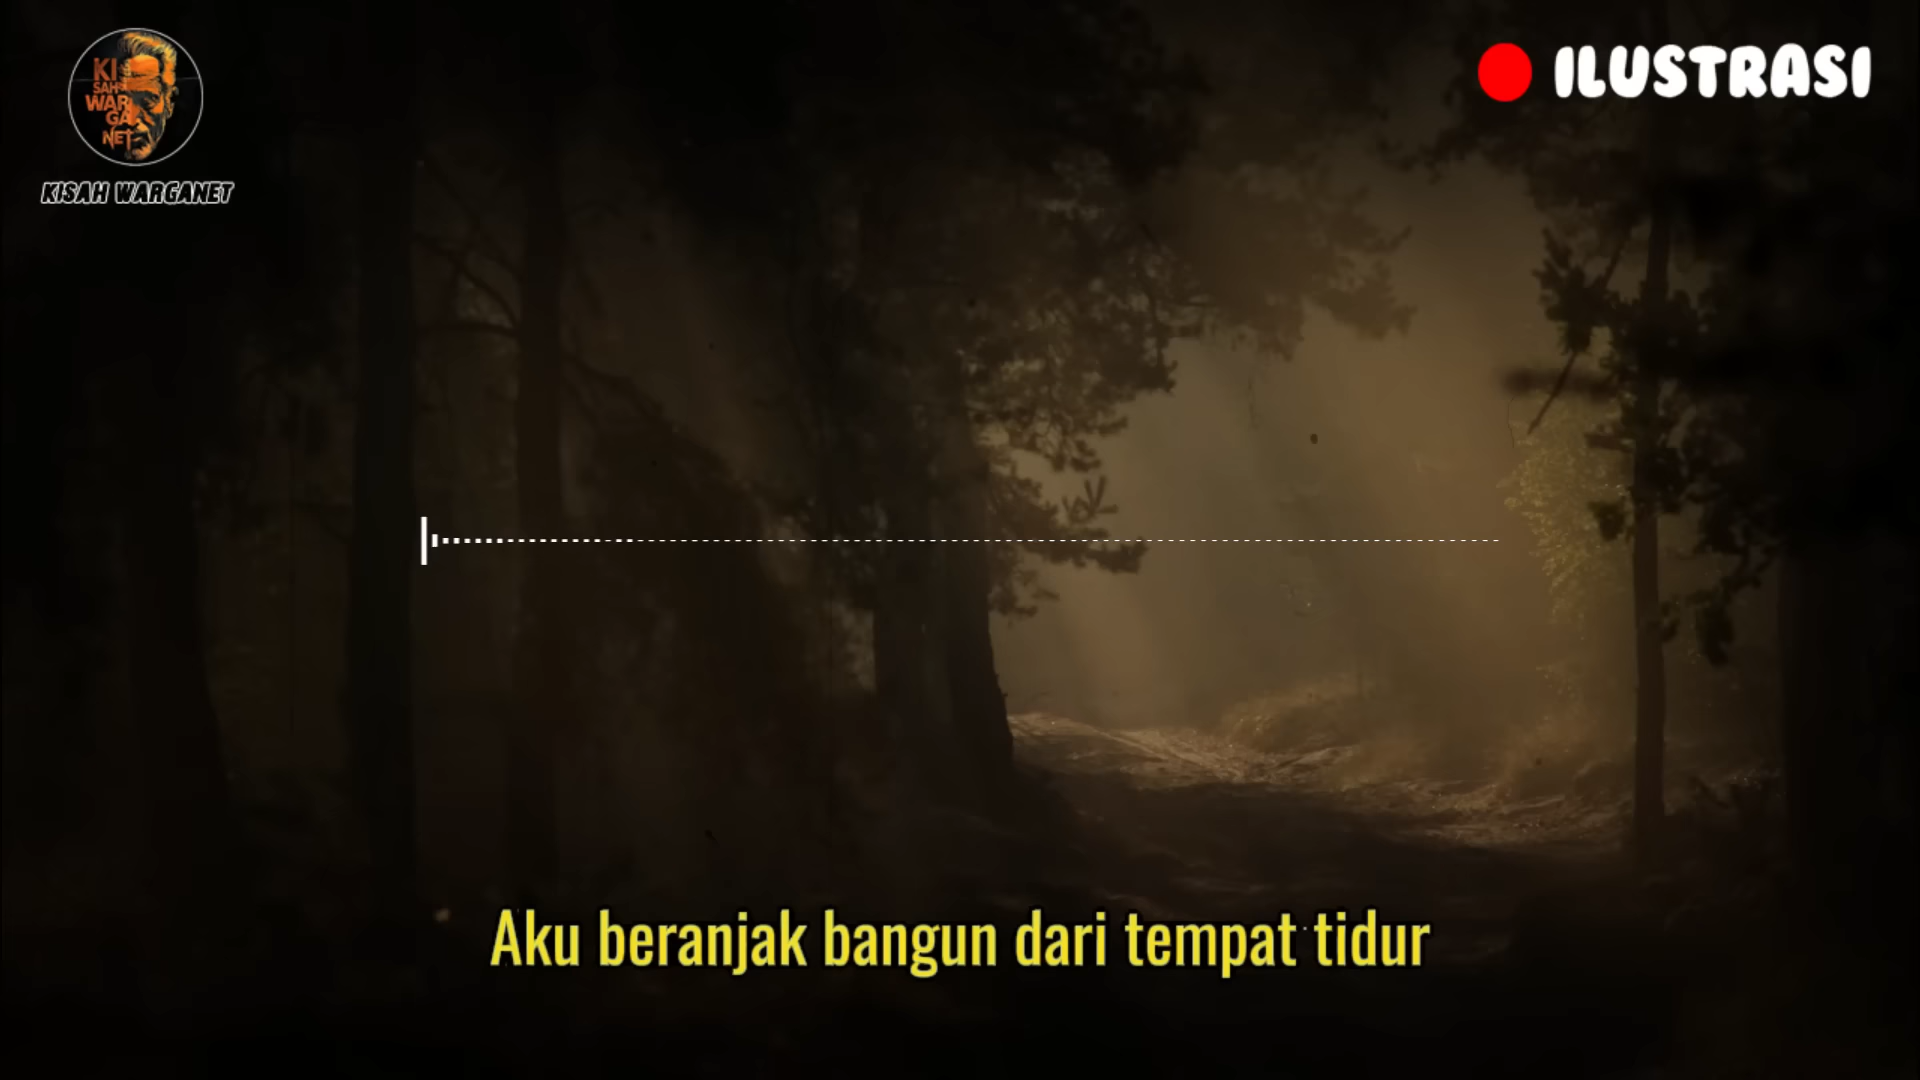 KI
SAH
WAR
GA
NET
KISAH WARGANET
ILUSTRASI
Aku beranjak bangun dari tempat tidur